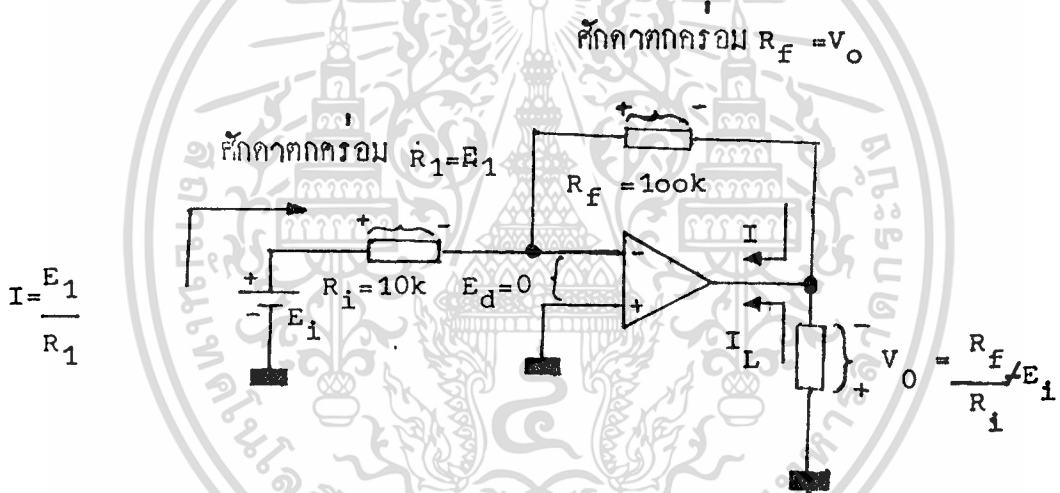 ศักดาตกคร่อม R_f = V_o
+ -
ศักดาตกคร่อม R_1=E_1
R_f = 100k
+ -
I
I= E_1 / R_1
+
-
E_i
R_i=10k
E_d=0
-
+
I_L
-
+
V_o = R_f / R_i E_i